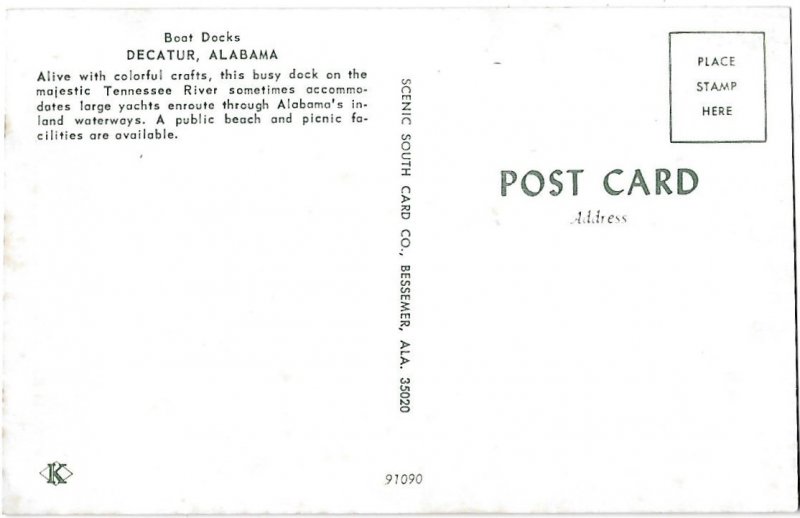 Boat Docks
DECATUR, ALABAMA
Alive with colorful crafts, this busy dock on the
majestic Tennessee River sometimes accommo-
dates large yachts enroute through Alabama's in-
land waterways. A public beach and picnic fa-
cilities are available.
SCENIC SOUTH CARD CO., BESSEMER, ALA. 35020
PLACE
STAMP
HERE
POST CARD
Address
K
91090